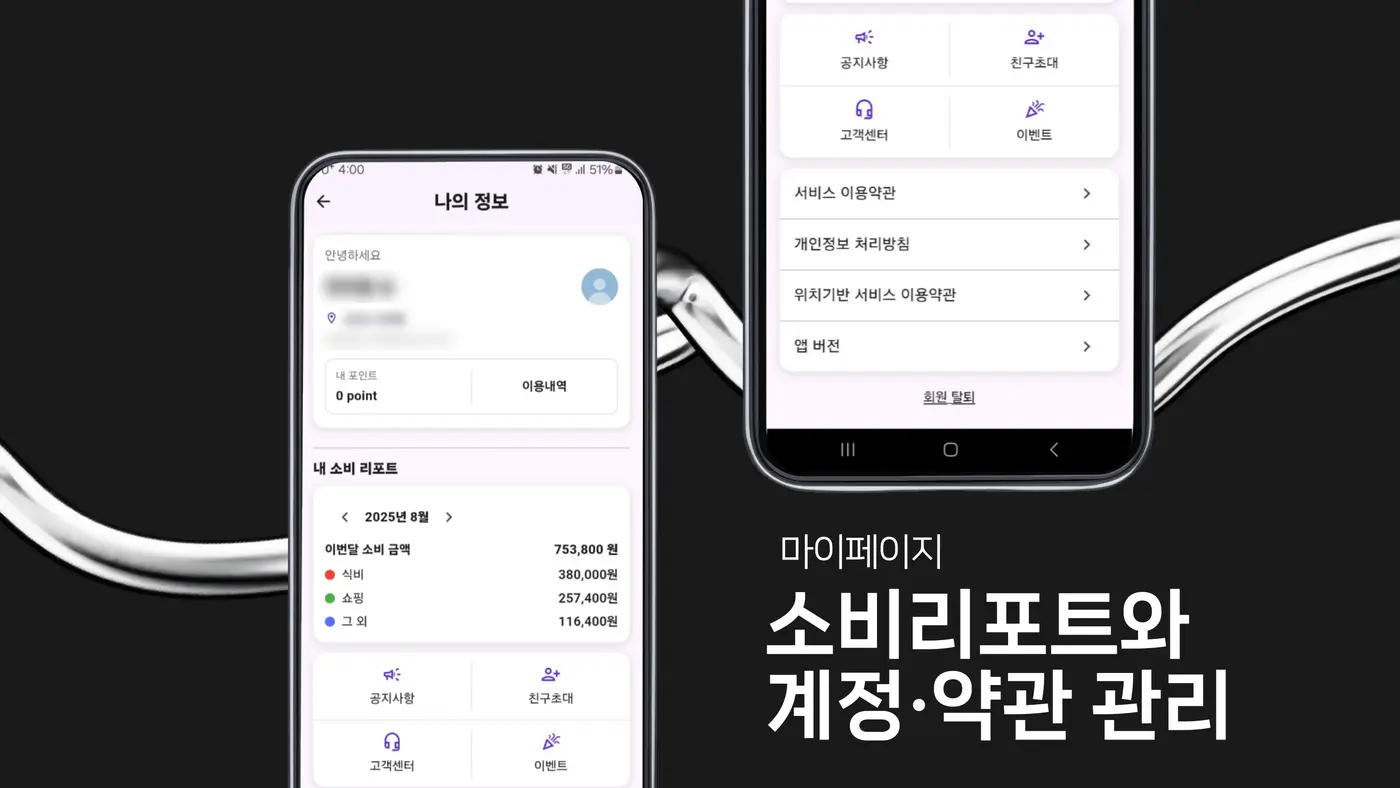 4:00
51%
나의 정보
안녕하세요
내 포인트
0 point
이용내역
내 소비 리포트
2025년 8월
이번달 소비 금액 753,800 원
식비 380,000원
쇼핑 257,400원
그 외 116,400원
공지사항 친구초대
고객센터 이벤트
공지사항 친구초대
고객센터 이벤트
서비스 이용약관
개인정보 처리방침
위치기반 서비스 이용약관
앱 버전
회원 탈퇴
마이페이지
소비리포트와
계정·약관 관리